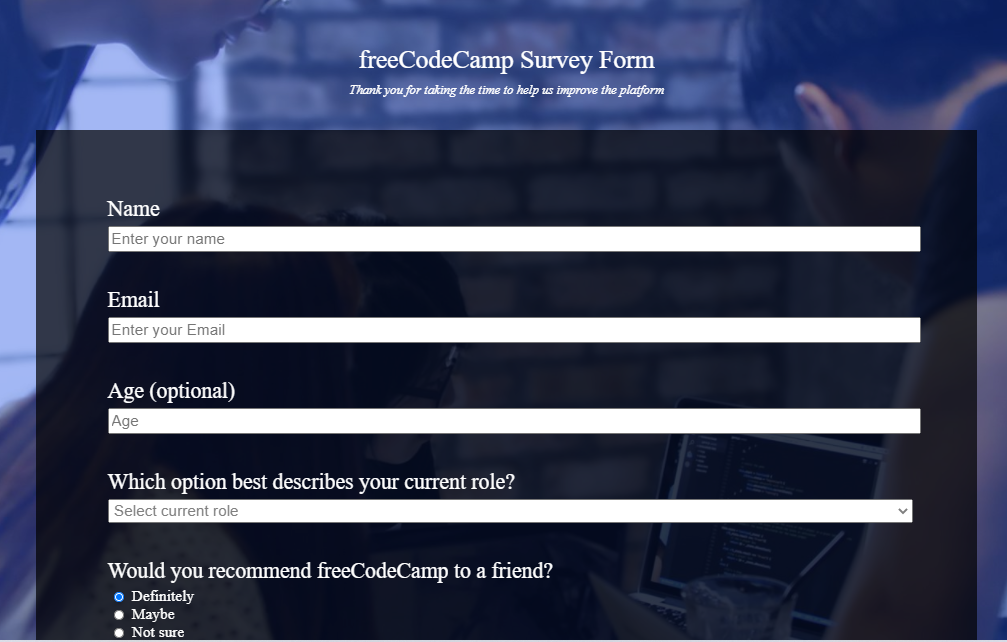 freeCodeCamp Survey Form
Thank you for taking the time to help us improve the platform
Name
Enter your name
Email
Enter your Email
Age (optional)
Age
Which option best describes your current role?
Select current role
Would you recommend freeCodeCamp to a friend?
Definitely
Maybe
Not sure